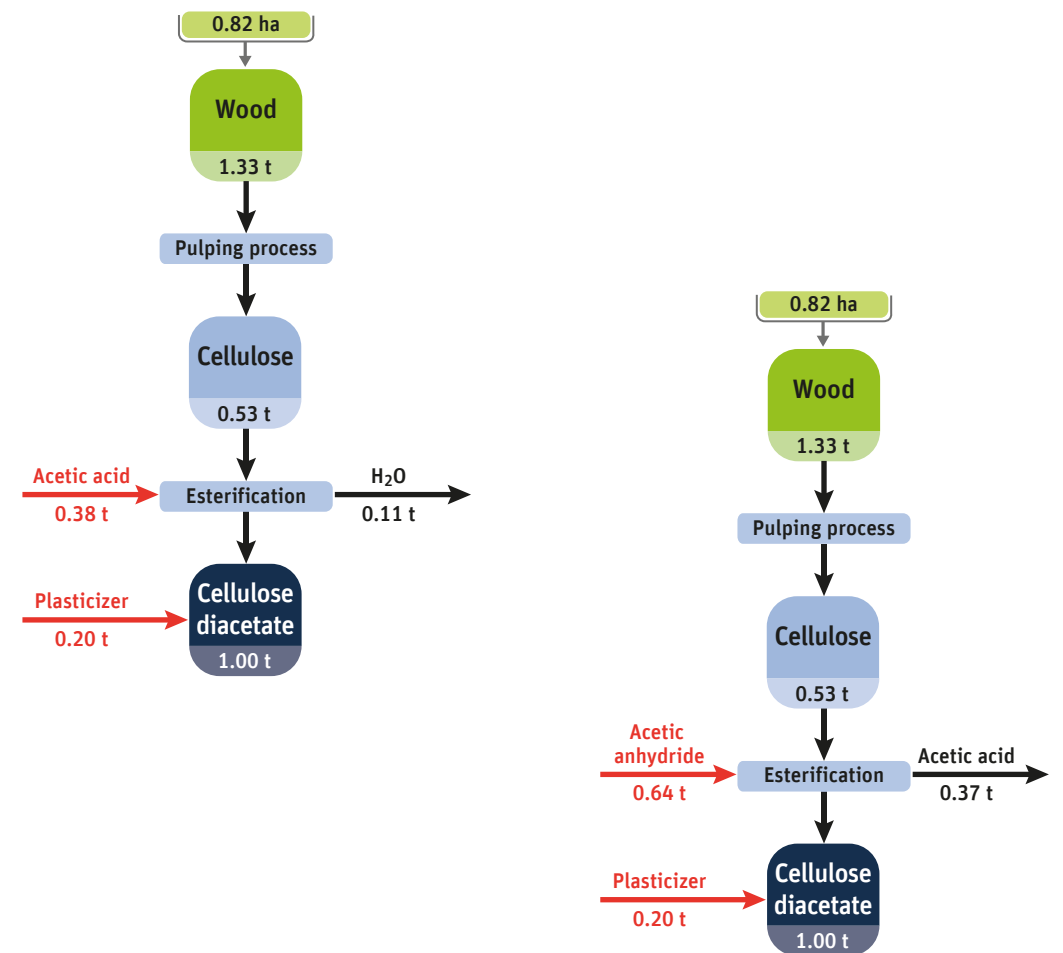 0.82 ha
Wood
1.33 t
Pulping process
Cellulose
0.53 t
Acetic acid
0.38 t
Esterification
H₂O
0.11 t
Plasticizer
0.20 t
Cellulose
diacetate
1.00 t
0.82 ha
Wood
1.33 t
Pulping process
Cellulose
0.53 t
Acetic
anhydride
0.64 t
Esterification
Acetic acid
0.37 t
Plasticizer
0.20 t
Cellulose
diacetate
1.00 t